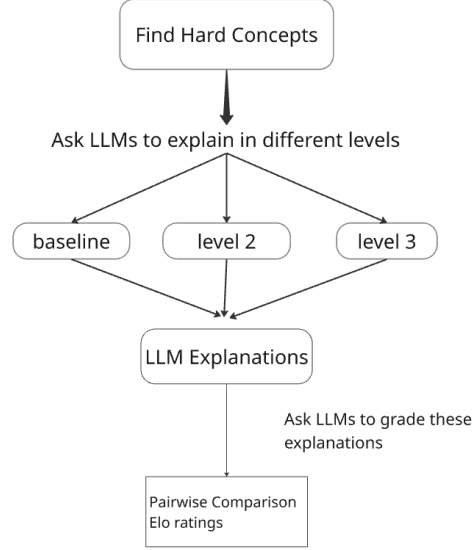 Find Hard Concepts
Ask LLMs to explain in different levels
baseline
level 2
level 3
LLM Explanations
Ask LLMs to grade these
explanations
Pairwise Comparison
Elo ratings